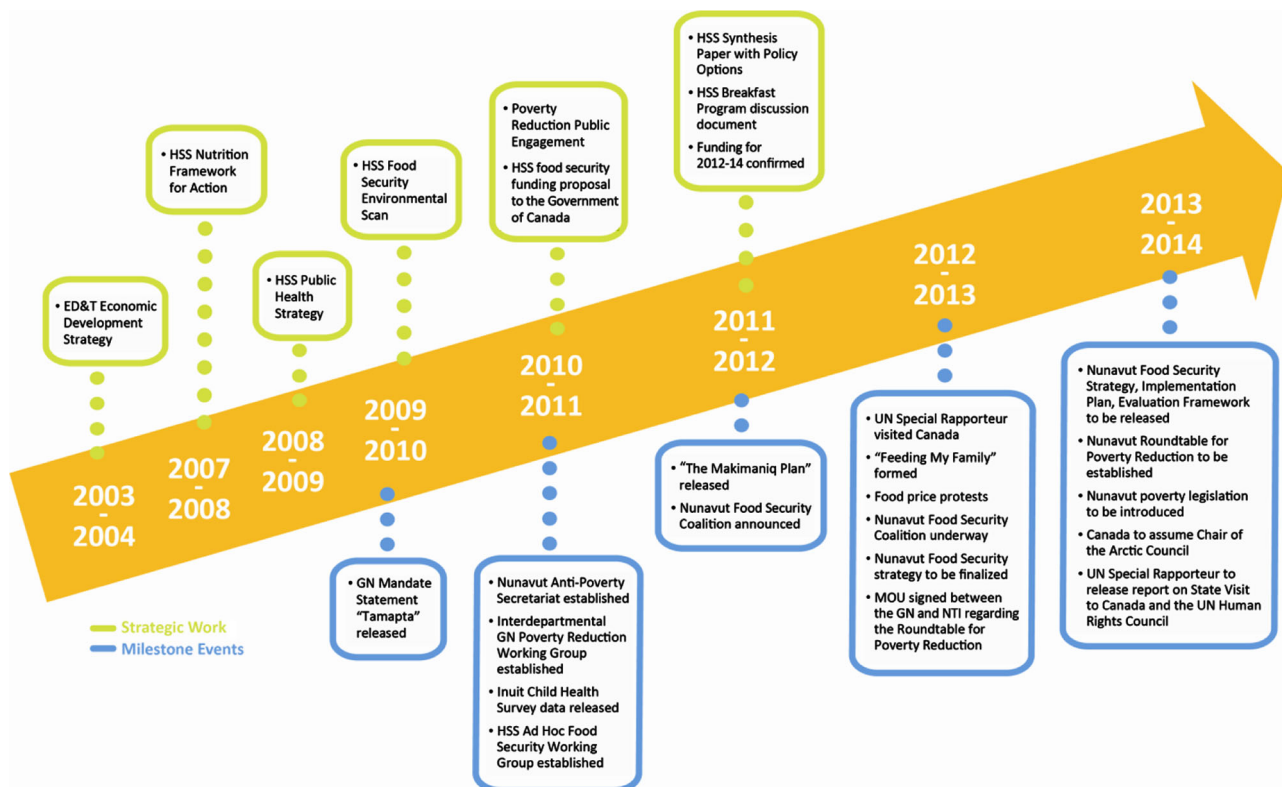 • ED&T Economic
Development
Strategy
• HSS Nutrition
Framework
for Action
• HSS Public
Health
Strategy
• HSS Food
Security
Environmental
Scan
• Poverty
Reduction Public
Engagement
• HSS food security
funding proposal
to the Government
of Canada
• HSS Synthesis
Paper with Policy
Options
• HSS Breakfast
Program discussion
document
• Funding for
2012-14 confirmed
2003
-
2004
2007
-
2008
2008
-
2009
2009
-
2010
2010
-
2011
2011
-
2012
2012
-
2013
2013
-
2014
• GN Mandate
Statement
“Tamapta”
released
• Nunavut Anti-Poverty
Secretariat established
• Interdepartmental
GN Poverty Reduction
Working Group
established
• Inuit Child Health
Survey data released
• HSS Ad Hoc Food
Security Working
Group established
• “The Makimaniq Plan”
released
• Nunavut Food Security
Coalition announced
• UN Special Rapporteur
visited Canada
• “Feeding My Family”
formed
• Food price protests
• Nunavut Food Security
Coalition underway
• Nunavut Food Security
strategy to be finalized
• MOU signed between
the GN and NTI regarding
the Roundtable for
Poverty Reduction
• Nunavut Food Security
Strategy, Implementation
Plan, Evaluation Framework
to be released
• Nunavut Roundtable for
Poverty Reduction to be
established
• Nunavut poverty legislation
to be introduced
• Canada to assume Chair of
the Arctic Council
• UN Special Rapporteur to
release report on State Visit
to Canada and the UN Human
Rights Council
Strategic Work
Milestone Events